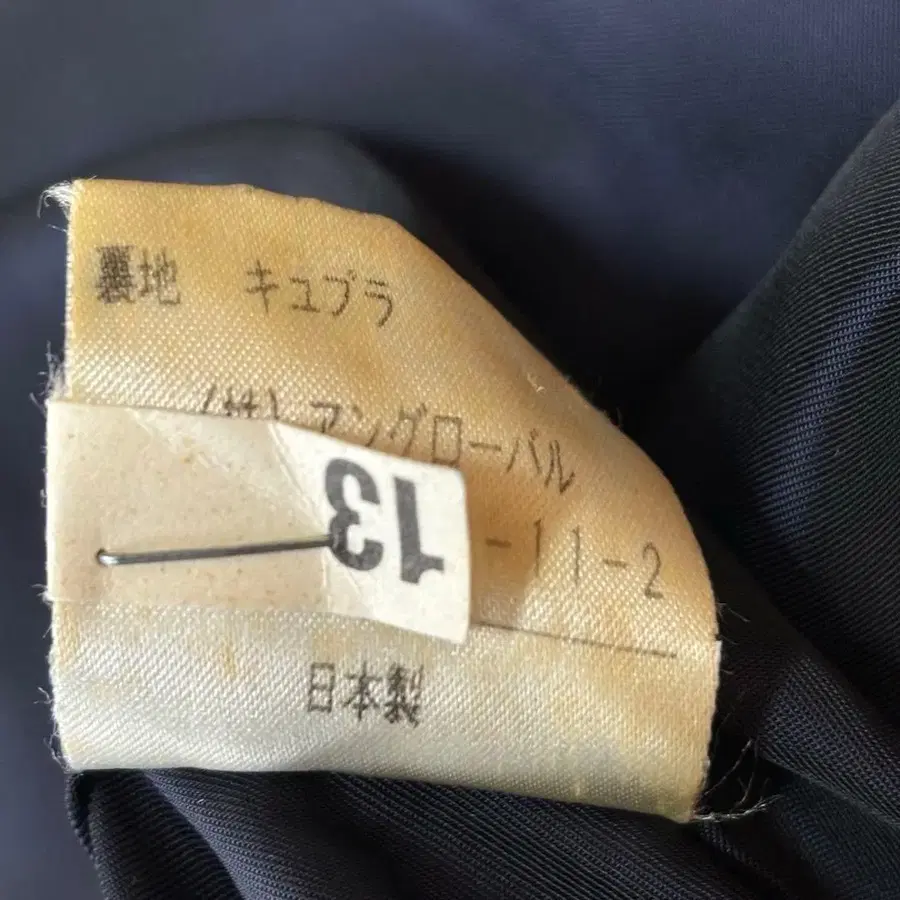 裏地 キュプラ
(株)アングローバル
-11-2
13
日本製